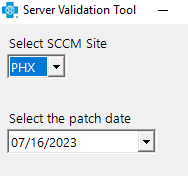 Server Validation Tool
Select SCCM Site
PHX
Select the patch date
07/16/2023